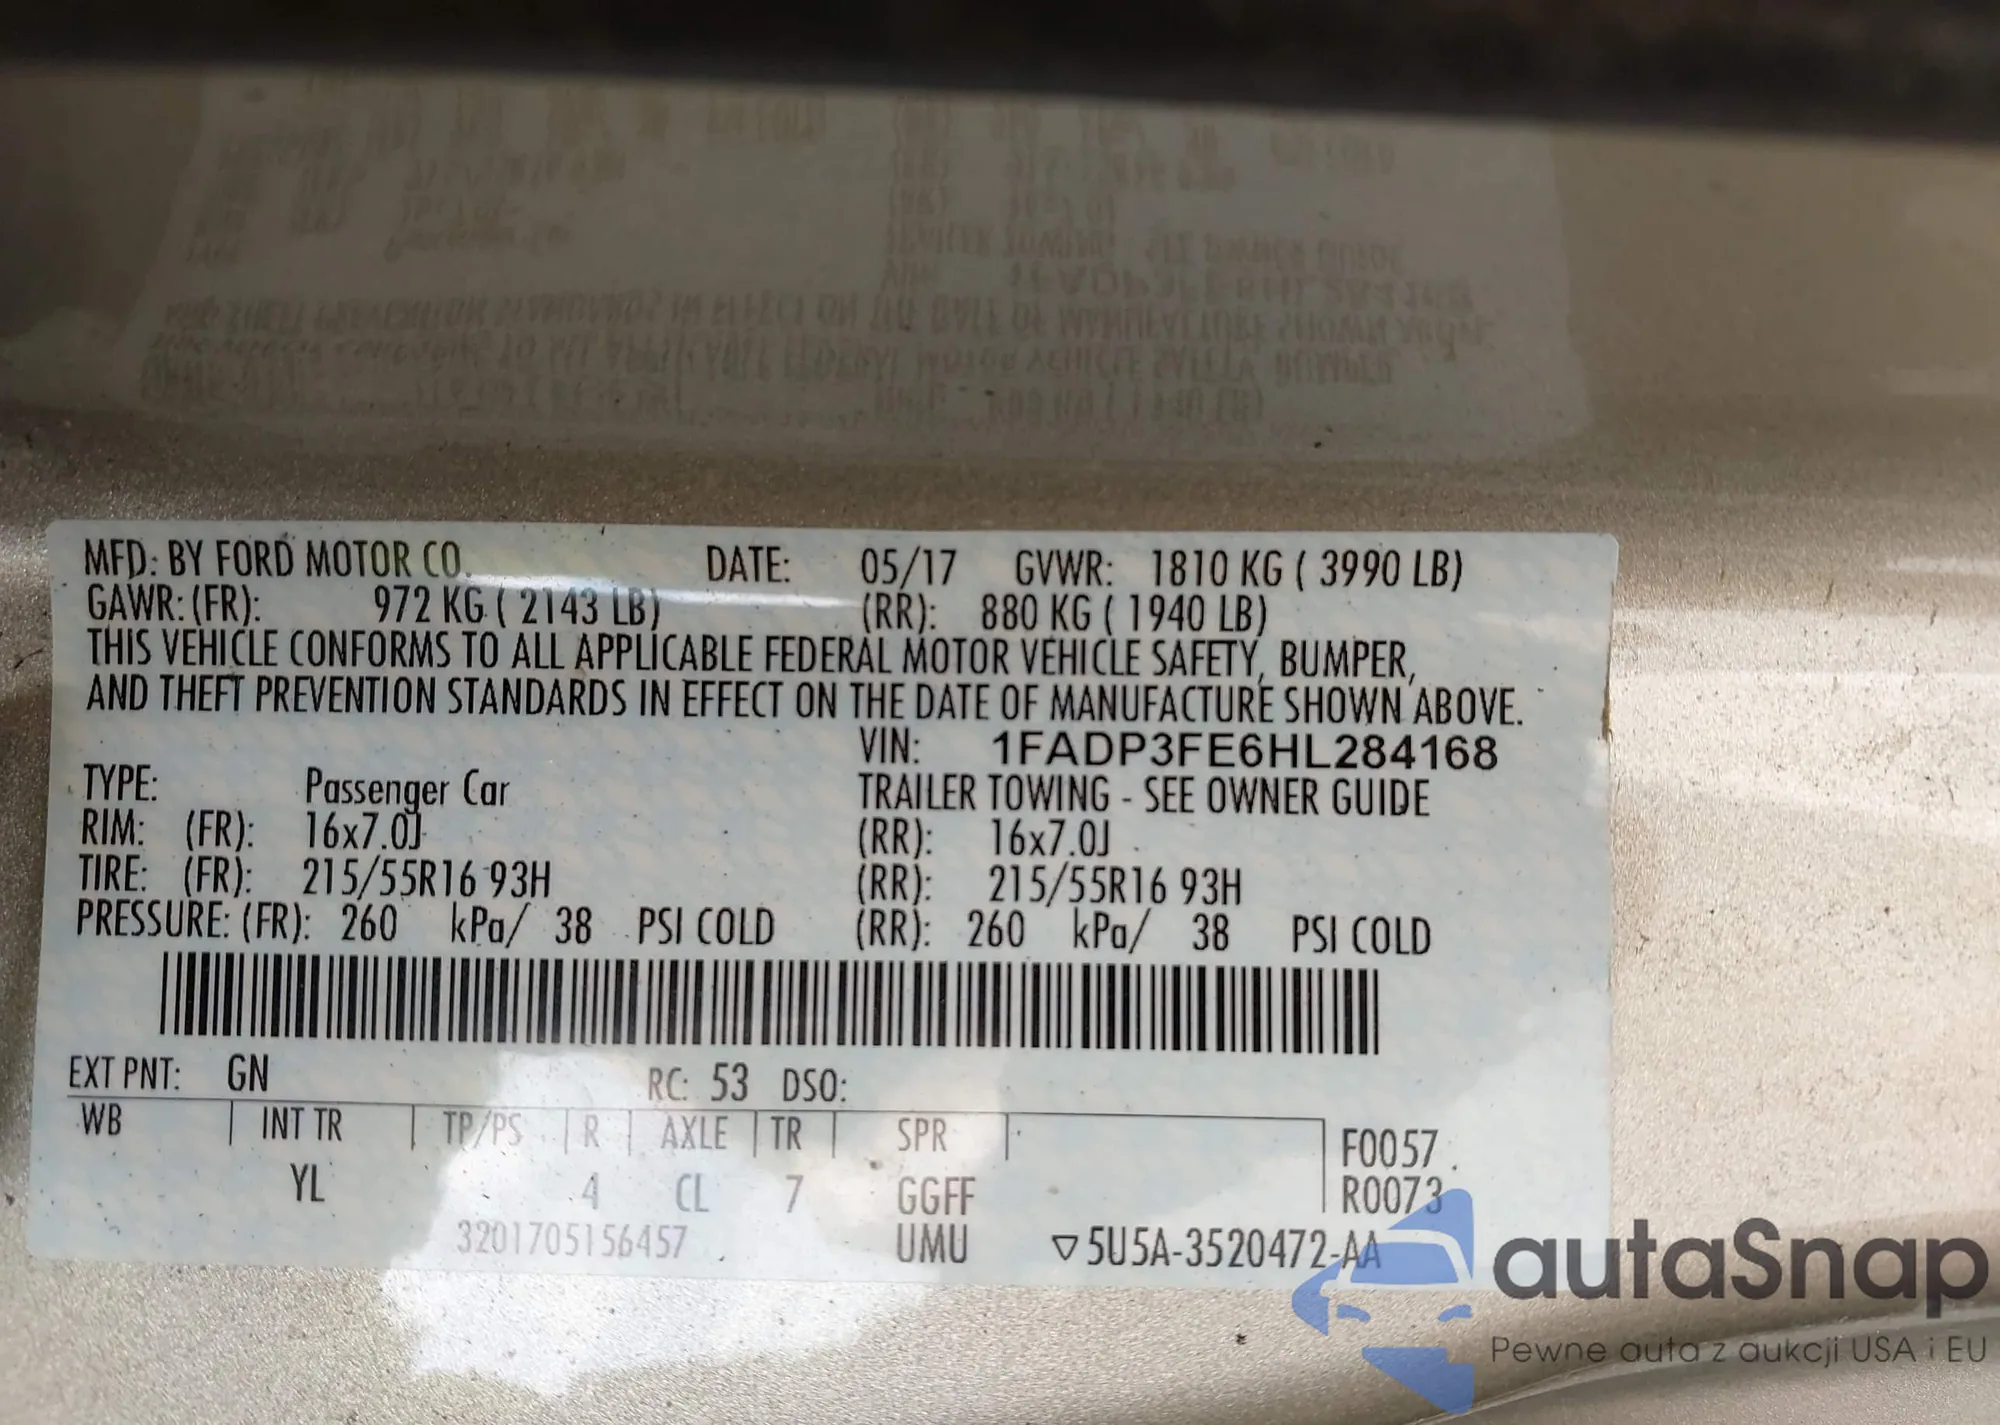 MFD: BY FORD MOTOR CO. DATE: 05/17 GVWR: 1810 KG ( 3990 LB)
GAWR: (FR): 972 KG ( 2143 LB) (RR): 880 KG ( 1940 LB)
THIS VEHICLE CONFORMS TO ALL APPLICABLE FEDERAL MOTOR VEHICLE SAFETY, BUMPER,
AND THEFT PREVENTION STANDARDS IN EFFECT ON THE DATE OF MANUFACTURE SHOWN ABOVE.
VIN: 1FADP3FE6HL284168
TYPE: Passenger Car TRAILER TOWING - SEE OWNER GUIDE
RIM: (FR): 16x7.0J (RR): 16x7.0J
TIRE: (FR): 215/55R16 93H (RR): 215/55R16 93H
PRESSURE: (FR): 260 kPa/ 38 PSI COLD (RR): 260 kPa/ 38 PSI COLD
EXT PNT: GN RC: 53 DSO:
WB INT TR TP/PS R AXLE TR SPR F0057
YL 4 CL 7 GGFF R0073
3201705156457 UMU ▽5U5A-3520472-AA
autaSnap
Pewne auta z aukcji USA i EU